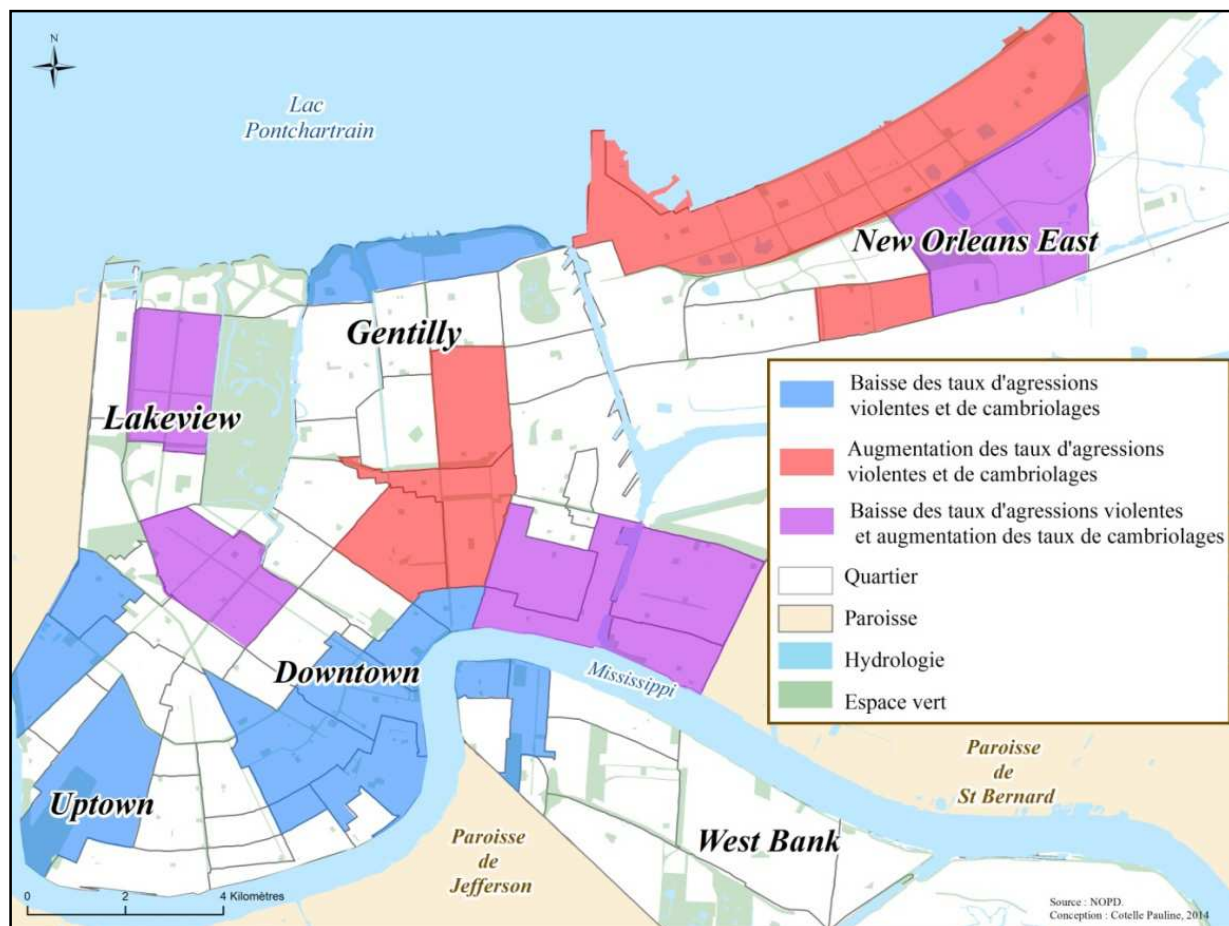 N
Lac
Pontchartrain
New Orleans East
Gentilly
Lakeview
Downtown
Mississippi
Uptown
West Bank
Paroisse
de
Jefferson
Paroisse
de
St Bernard
Baisse des taux d'agressions
violentes et de cambriolages
Augmentation des taux d'agressions
violentes et de cambriolages
Baisse des taux d'agressions violentes
et augmentation des taux de cambriolages
Quartier
Paroisse
Hydrologie
Espace vert
0 2 4 Kilomètres
Source : NOPD.
Conception : Cotelle Pauline, 2014